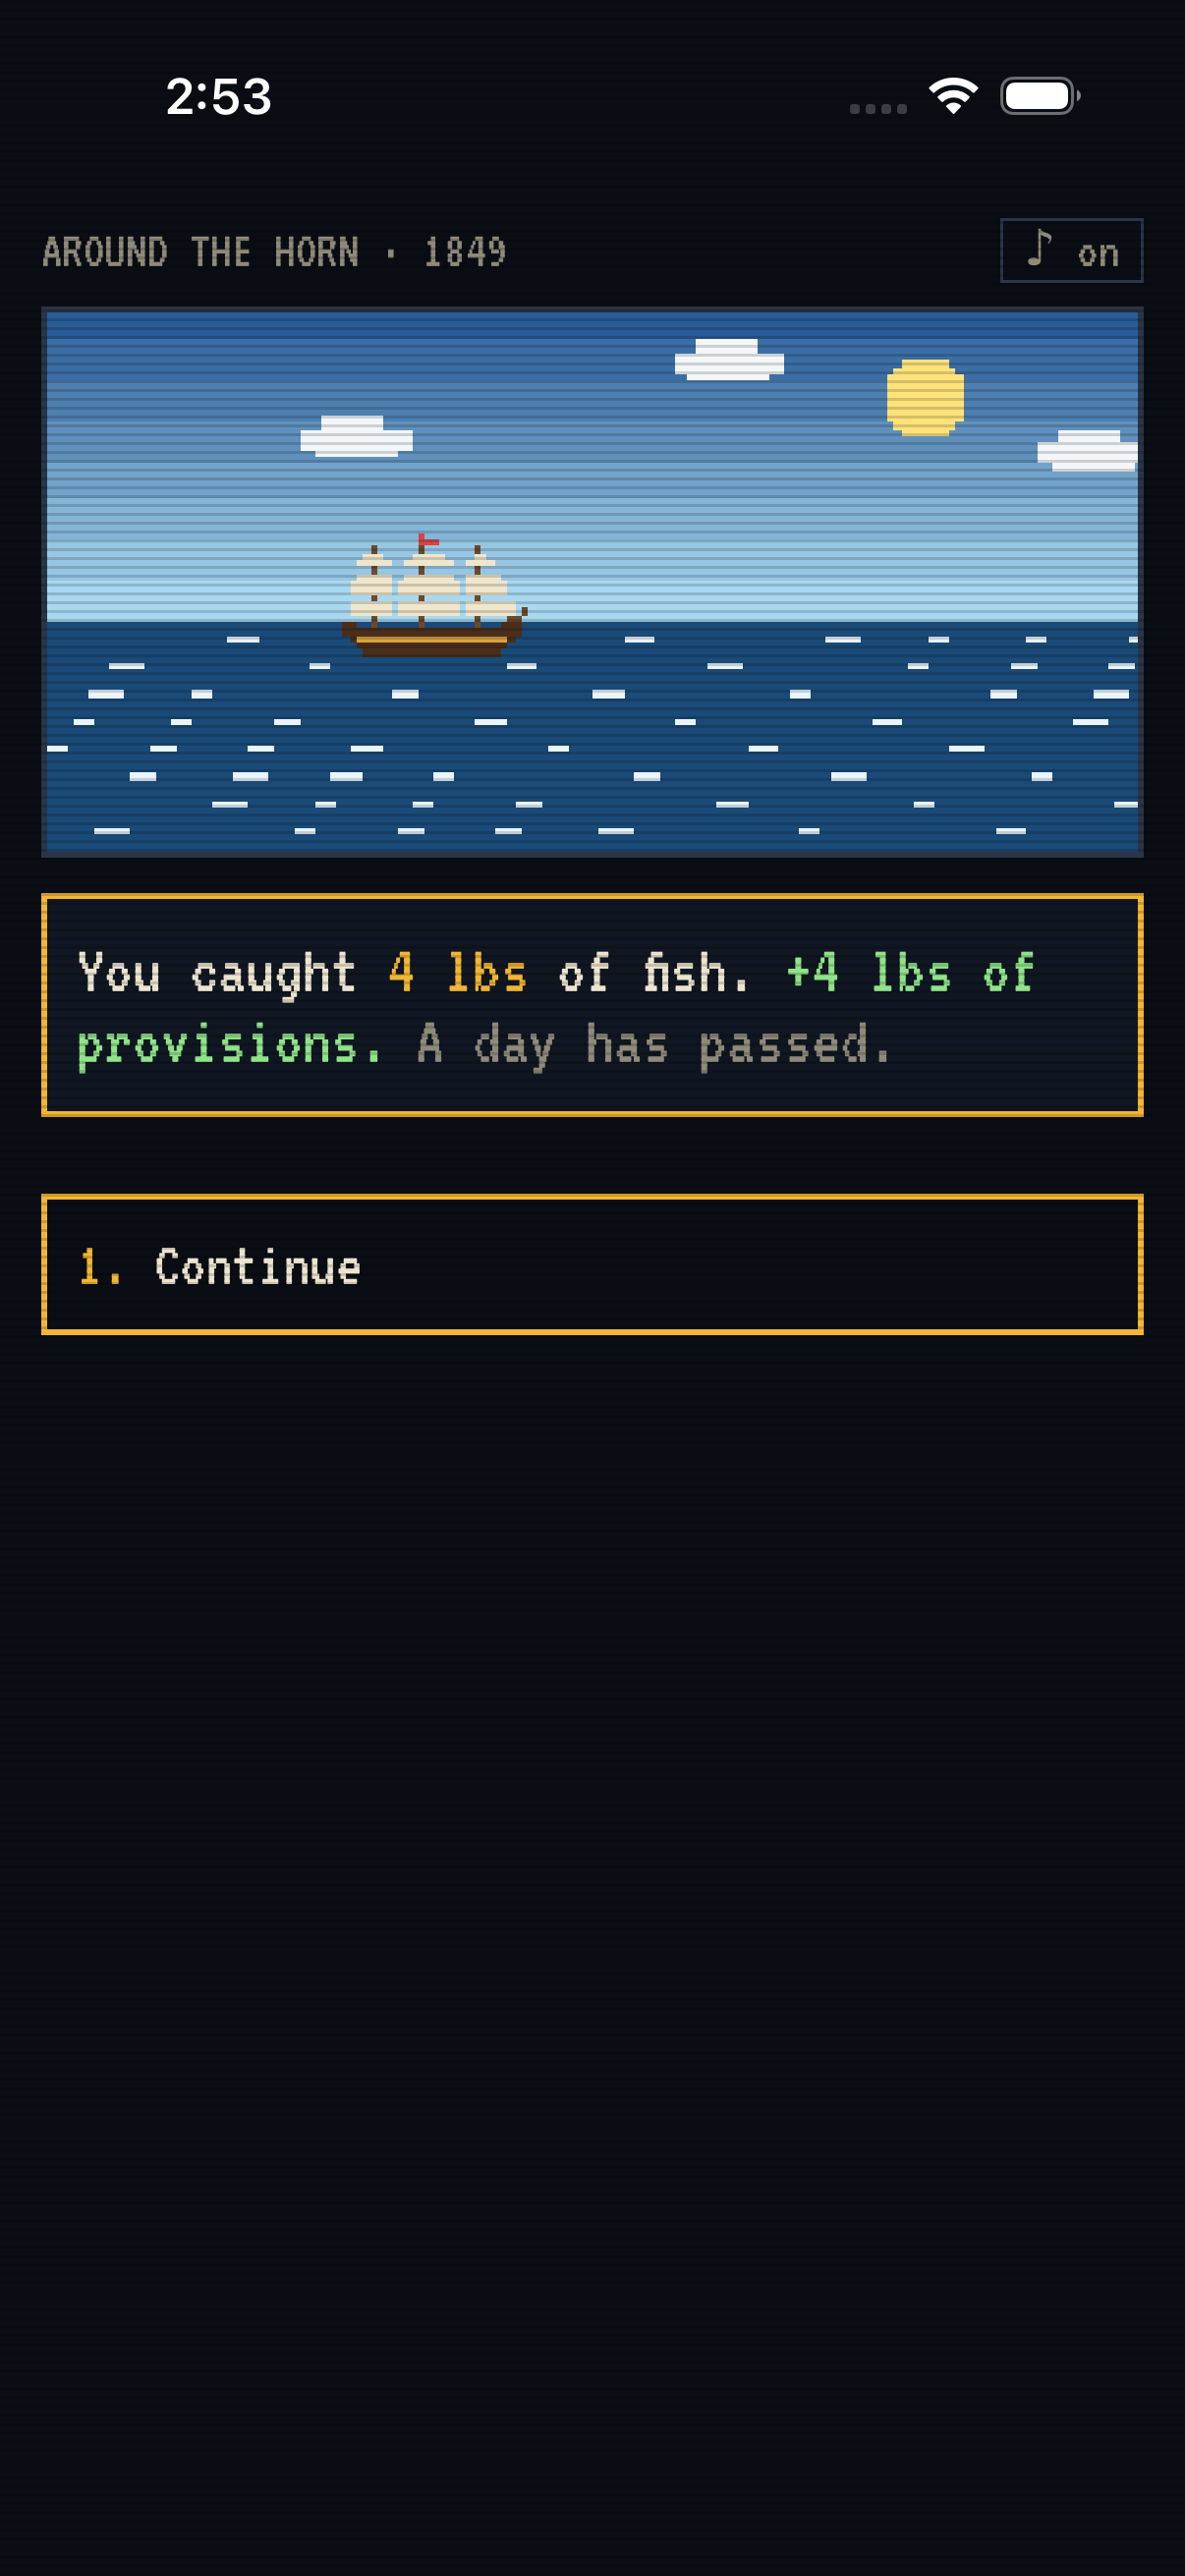 2:53
AROUND THE HORN · 1849
♪ on
You caught 4 lbs of fish. +4 lbs of
provisions. A day has passed.
1. Continue